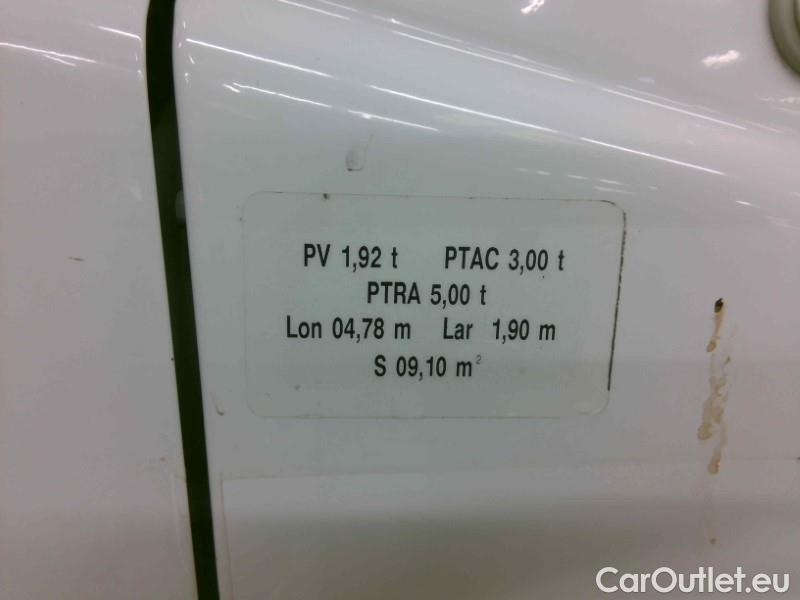 PV 1,92 t PTAC 3,00 t
PTRA 5,00 t
Lon 04,78 m Lar 1,90 m
S 09,10 m²
CarOutlet.eu